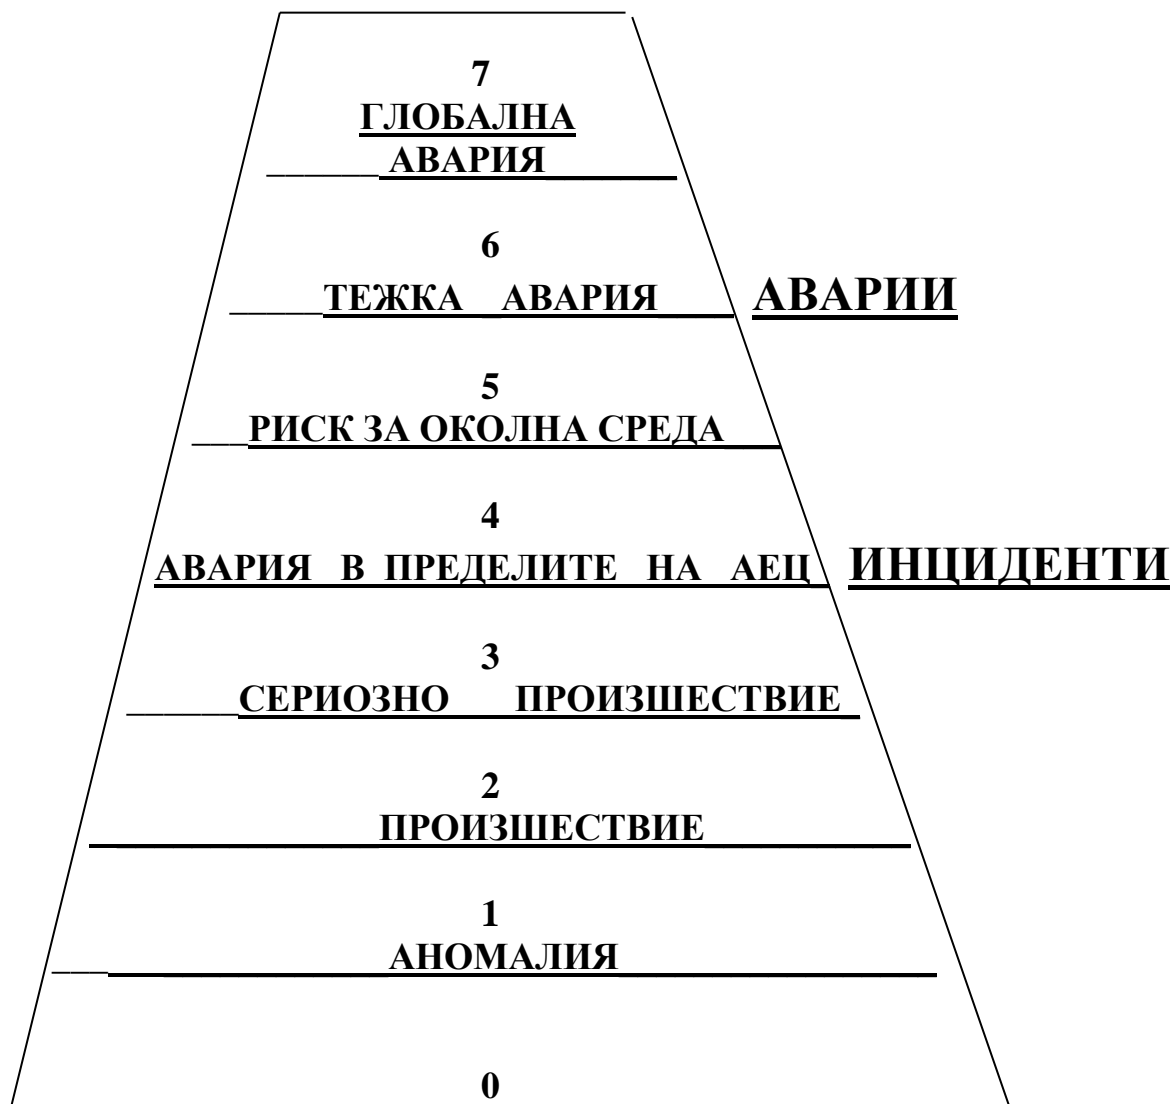 7
ГЛОБАЛНА
АВАРИЯ
6
ТЕЖКА АВАРИЯ АВАРИИ
5
РИСК ЗА ОКОЛНА СРЕДА
4
АВАРИЯ В ПРЕДЕЛИТЕ НА АЕЦ ИНЦИДЕНТИ
3
СЕРИОЗНО ПРОИЗШЕСТВИЕ
2
ПРОИЗШЕСТВИЕ
1
АНОМАЛИЯ
0